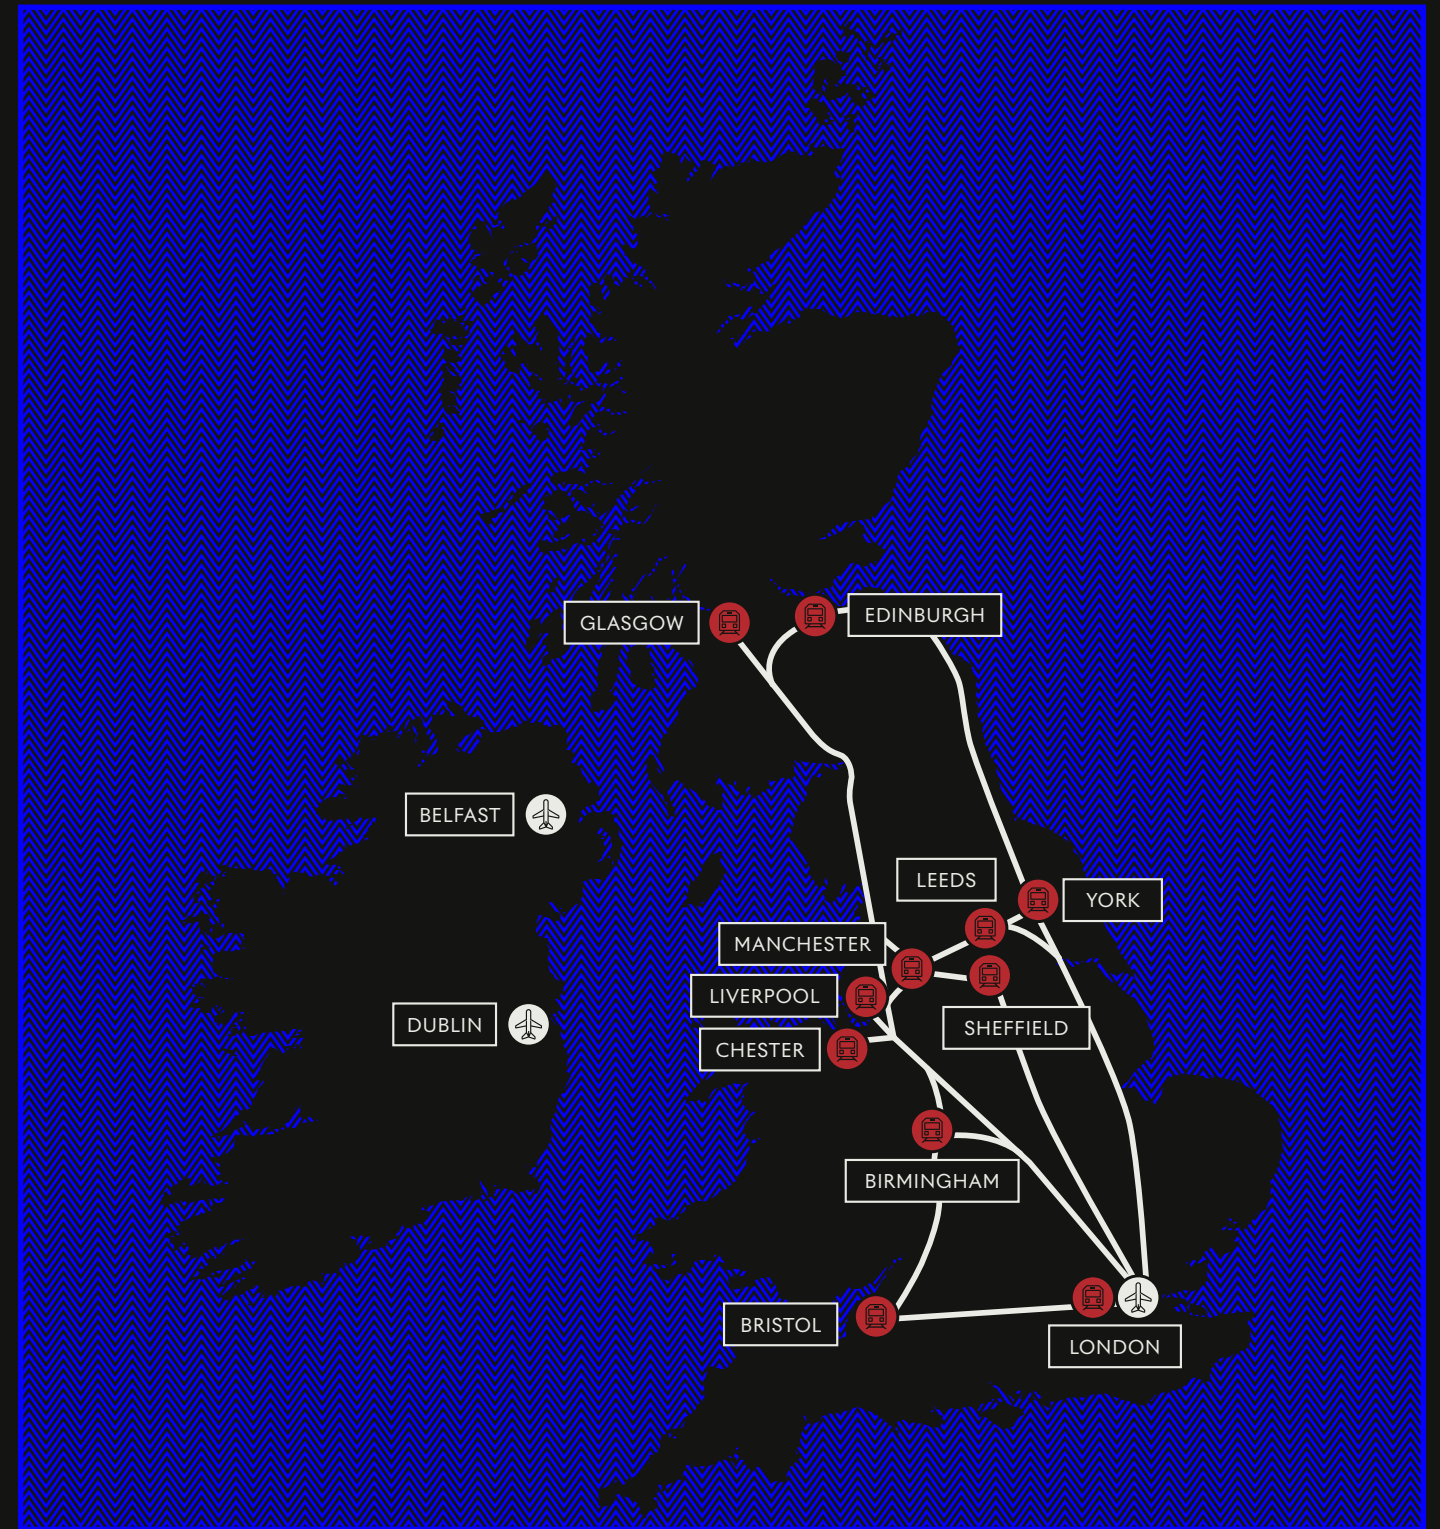 GLASGOW
EDINBURGH
BELFAST
LEEDS
YORK
MANCHESTER
LIVERPOOL
DUBLIN
SHEFFIELD
CHESTER
BIRMINGHAM
BRISTOL
LONDON